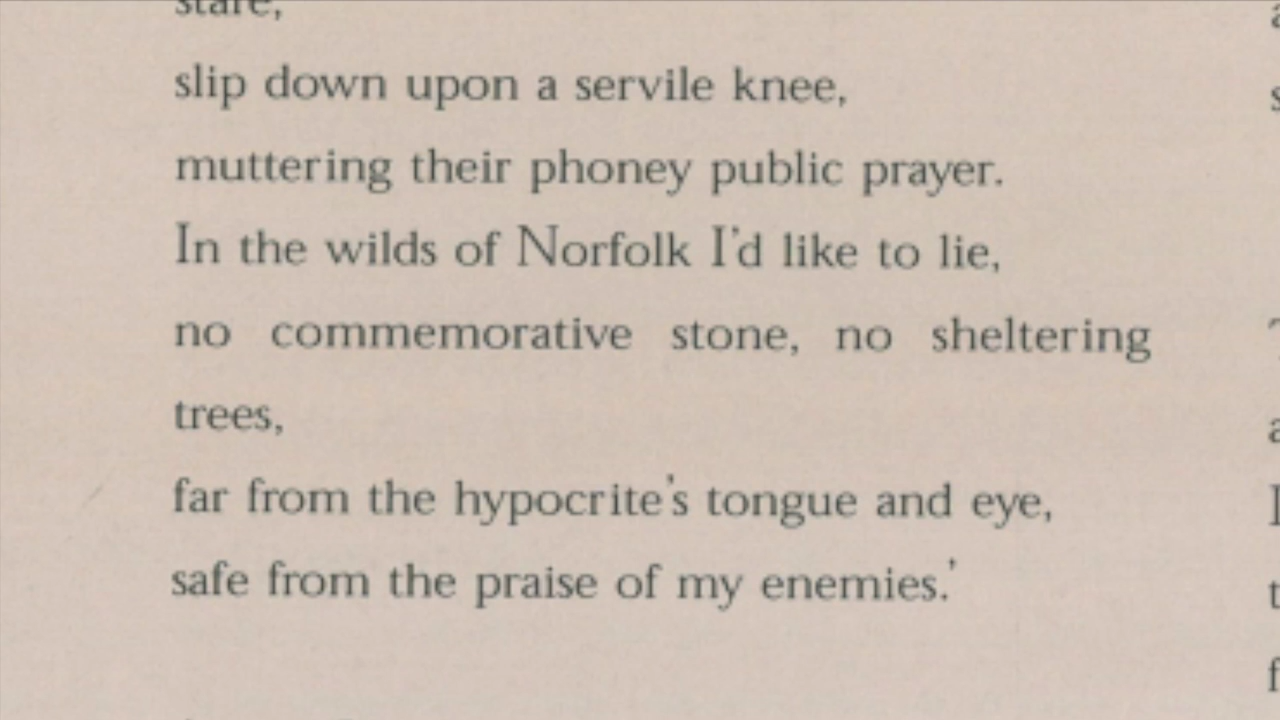 stare,
slip down upon a servile knee,
muttering their phoney public prayer.
In the wilds of Norfolk I'd like to lie,
no commemorative stone, no sheltering
trees,
far from the hypocrite's tongue and eye,
safe from the praise of my enemies.'